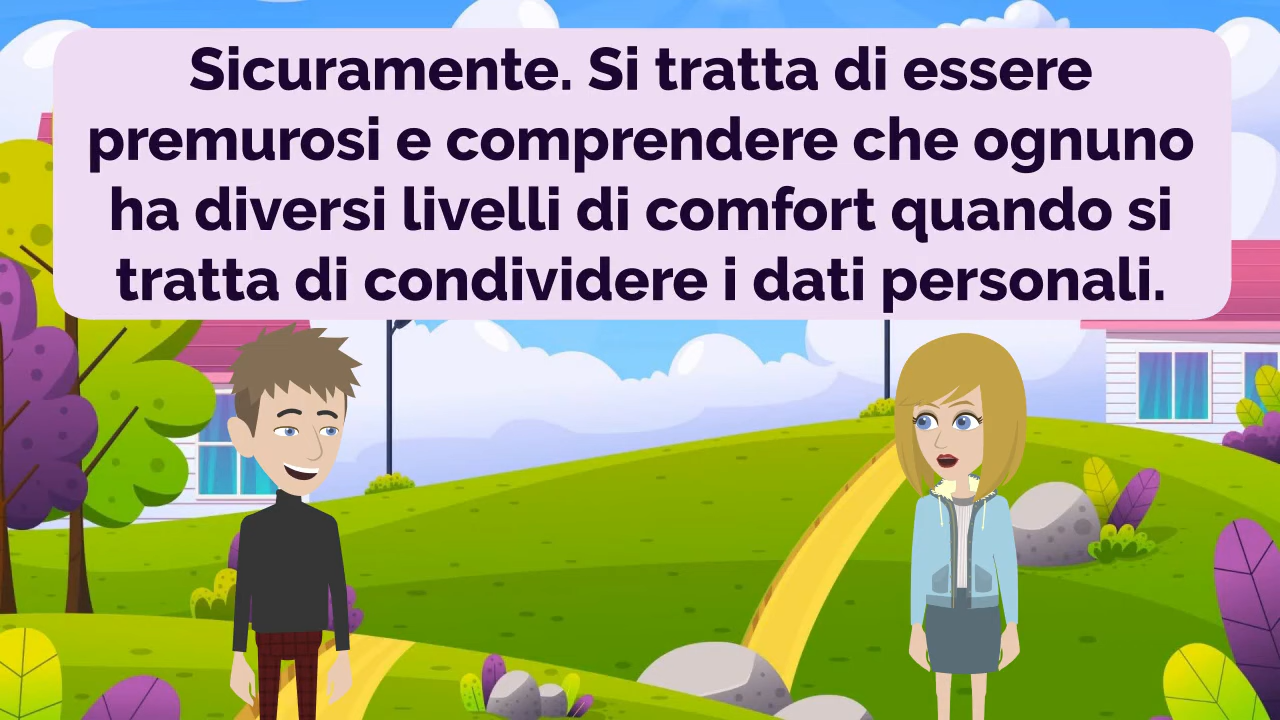 Sicuramente. Si tratta di essere
premurosi e comprendere che ognuno
ha diversi livelli di comfort quando si
tratta di condividere i dati personali.